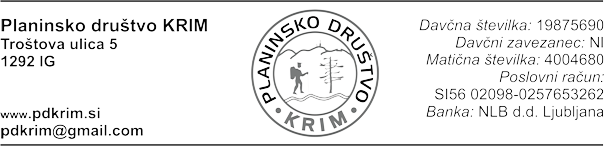 Planinsko društvo KRIM
Troštova ulica 5
1292 IG
www.pdkrim.si
pdkrim@gmail.com
PLANINSKO DRUŠTVO
• KRIM •
Davčna številka: 19875690
Davčni zavezanec: NI
Matična številka: 4004680
Poslovni račun:
SI56 02098-0257653262
Banka: NLB d.d. Ljubljana